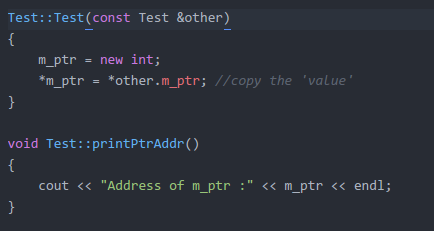 Test::Test(const Test &other)
{
    m_ptr = new int;
    *m_ptr = *other.m_ptr; //copy the 'value'
}

void Test::printPtrAddr()
{
    cout << "Address of m_ptr :" << m_ptr << endl;
}